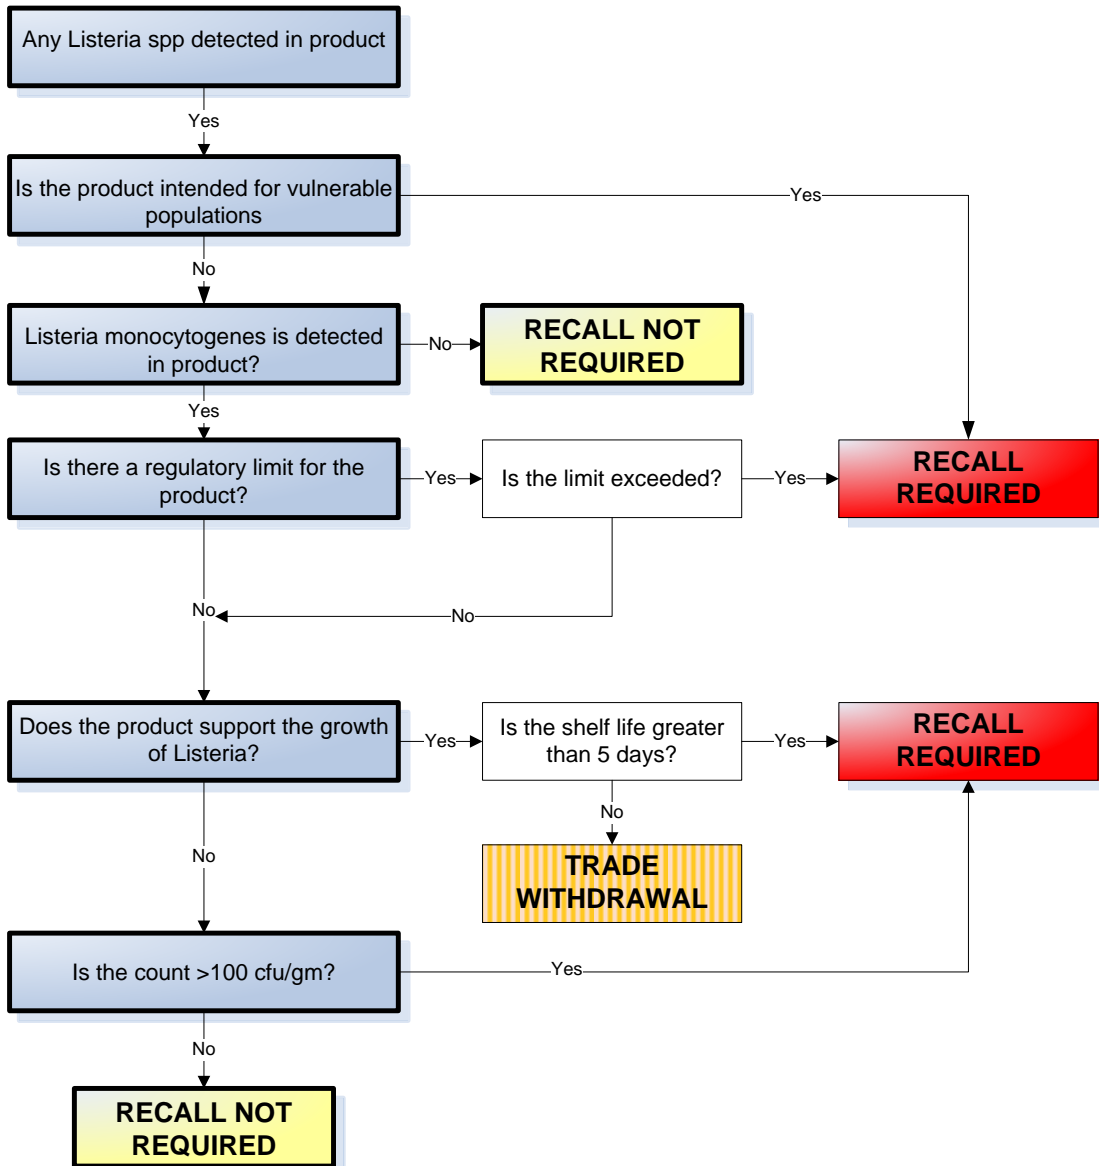 Any Listeria spp detected in product
Yes
Is the product intended for vulnerable
populations
Yes
No
Listeria monocytogenes is detected
in product?
No
RECALL NOT
REQUIRED
Yes
Is there a regulatory limit for the
product?
Yes
Is the limit exceeded?
Yes
RECALL
REQUIRED
No
No
Does the product support the growth
of Listeria?
Yes
Is the shelf life greater
than 5 days?
Yes
RECALL
REQUIRED
No
TRADE
WITHDRAWAL
No
Is the count >100 cfu/gm?
Yes
No
RECALL NOT
REQUIRED